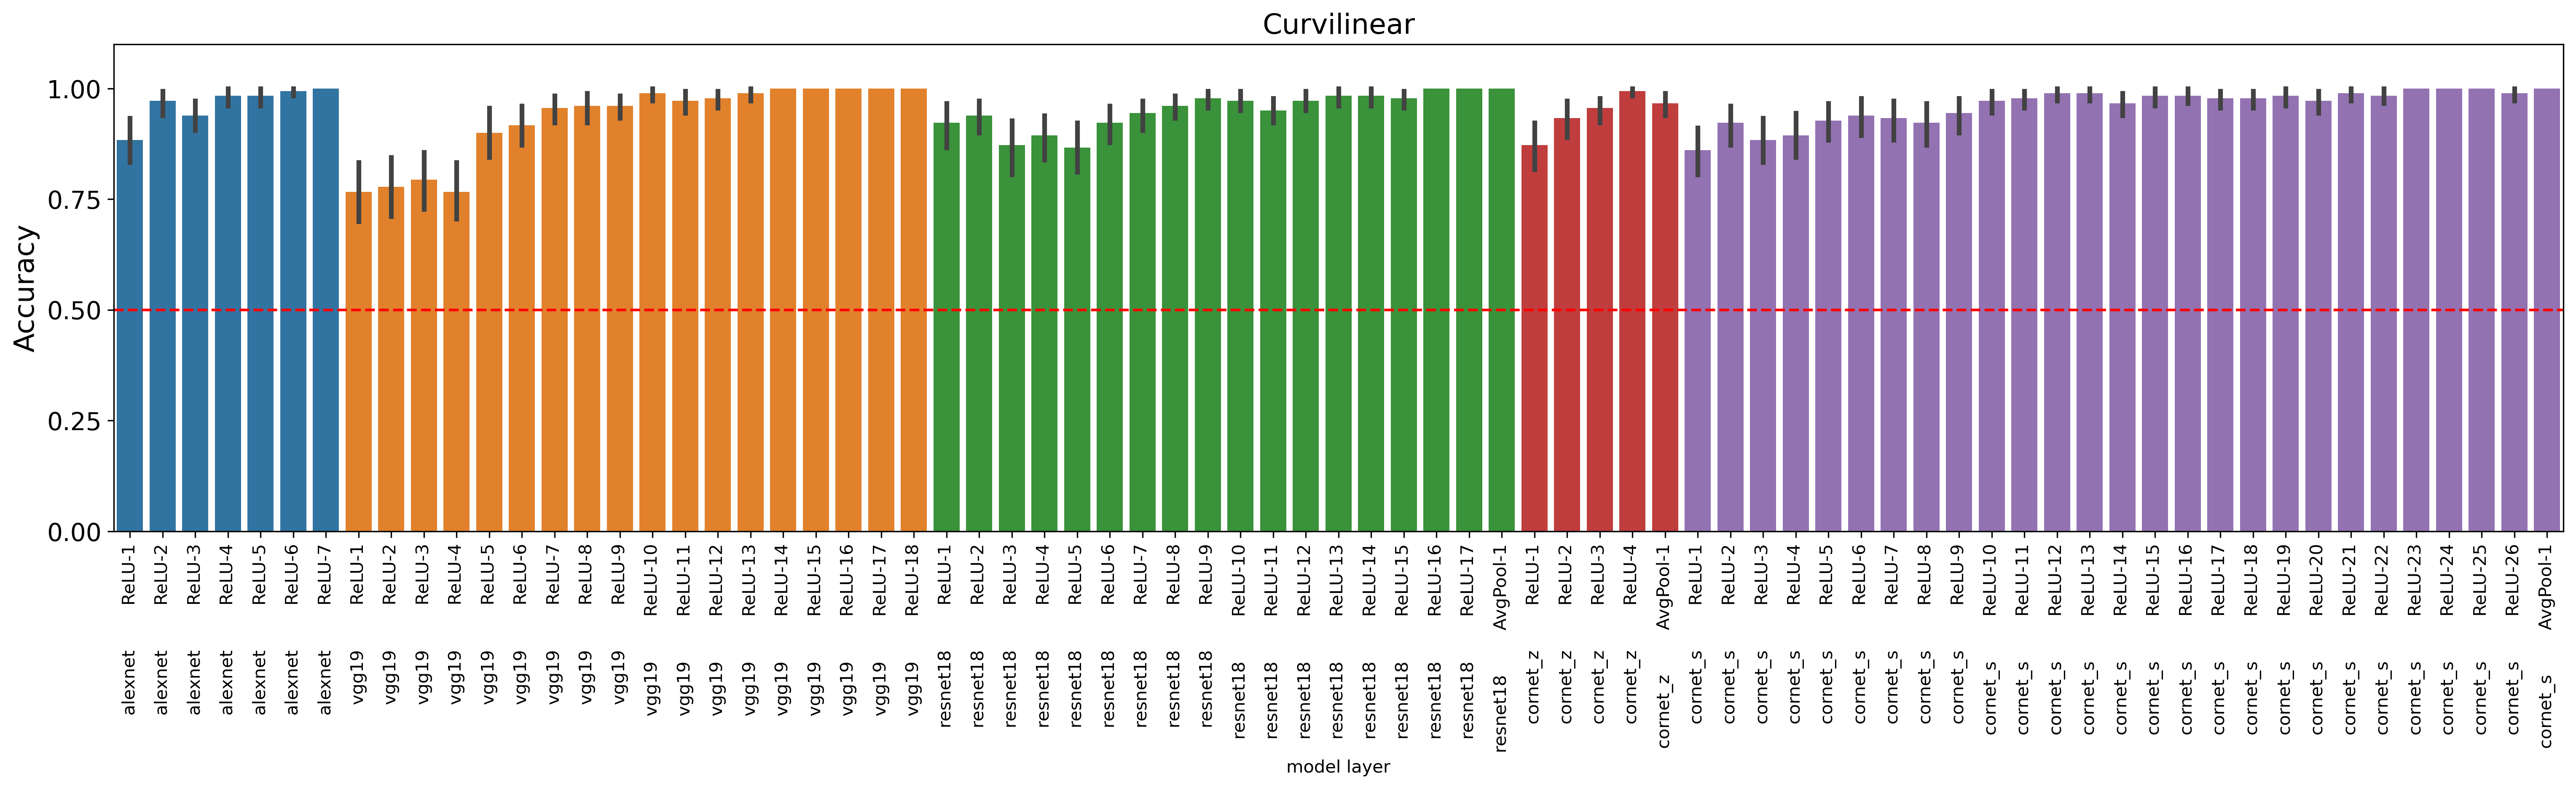 Curvilinear
Accuracy
1.00
0.75
0.50
0.25
0.00
alexnet ReLU-1
alexnet ReLU-2
alexnet ReLU-3
alexnet ReLU-4
alexnet ReLU-5
alexnet ReLU-6
alexnet ReLU-7
vgg19 ReLU-1
vgg19 ReLU-2
vgg19 ReLU-3
vgg19 ReLU-4
vgg19 ReLU-5
vgg19 ReLU-6
vgg19 ReLU-7
vgg19 ReLU-8
vgg19 ReLU-9
vgg19 ReLU-10
vgg19 ReLU-11
vgg19 ReLU-12
vgg19 ReLU-13
vgg19 ReLU-14
vgg19 ReLU-15
vgg19 ReLU-16
vgg19 ReLU-17
vgg19 ReLU-18
resnet18 ReLU-1
resnet18 ReLU-2
resnet18 ReLU-3
resnet18 ReLU-4
resnet18 ReLU-5
resnet18 ReLU-6
resnet18 ReLU-7
resnet18 ReLU-8
resnet18 ReLU-9
resnet18 ReLU-10
resnet18 ReLU-11
resnet18 ReLU-12
resnet18 ReLU-13
resnet18 ReLU-14
resnet18 ReLU-15
resnet18 ReLU-16
resnet18 ReLU-17
resnet18 AvgPool-1
cornet_z ReLU-1
cornet_z ReLU-2
cornet_z ReLU-3
cornet_z ReLU-4
cornet_z AvgPool-1
cornet_s ReLU-1
cornet_s ReLU-2
cornet_s ReLU-3
cornet_s ReLU-4
cornet_s ReLU-5
cornet_s ReLU-6
cornet_s ReLU-7
cornet_s ReLU-8
cornet_s ReLU-9
cornet_s ReLU-10
cornet_s ReLU-11
cornet_s ReLU-12
cornet_s ReLU-13
cornet_s ReLU-14
cornet_s ReLU-15
cornet_s ReLU-16
cornet_s ReLU-17
cornet_s ReLU-18
cornet_s ReLU-19
cornet_s ReLU-20
cornet_s ReLU-21
cornet_s ReLU-22
cornet_s ReLU-23
cornet_s ReLU-24
cornet_s ReLU-25
cornet_s ReLU-26
cornet_s AvgPool-1
model layer